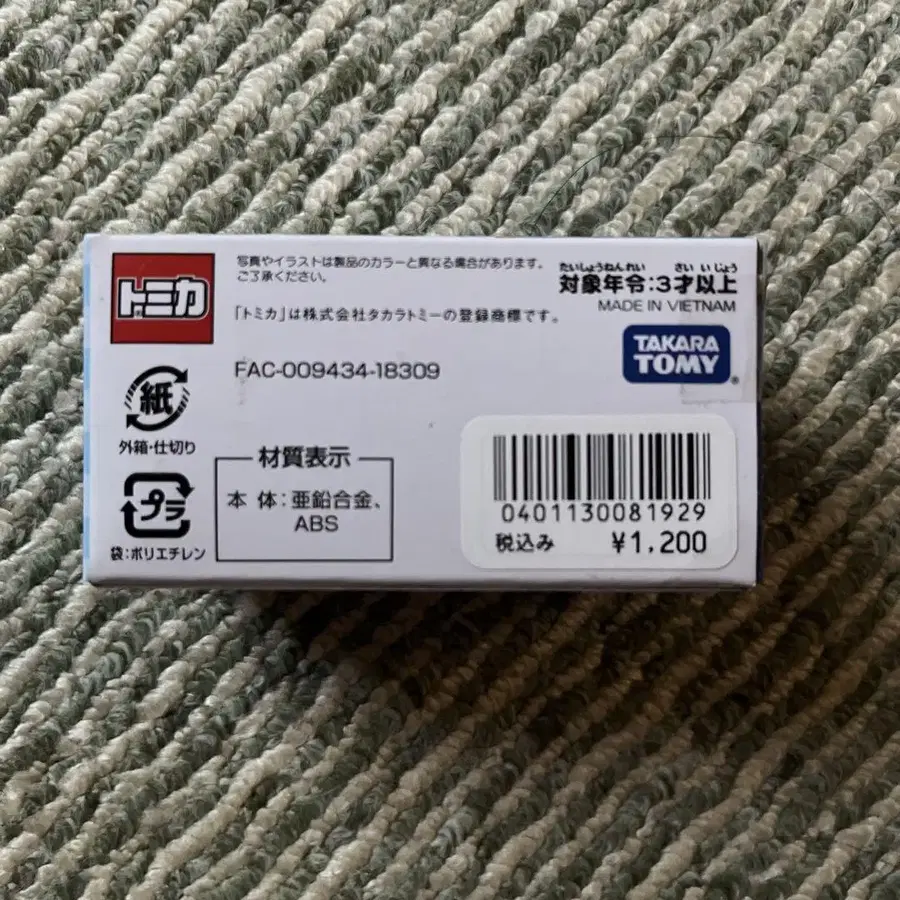 トミカ
写真やイラストは製品のカラーと異なる場合があります。
ご了承ください。
「トミカ」は株式会社タカラトミーの登録商標です。
たいしょうねんれい さい いじょう
対象年令:3才以上
MADE IN VIETNAM
TAKARA
TOMY
FAC-009434-18309
紙
外箱・仕切り
プラ
袋:ポリエチレン
材質表示
本 体:亜鉛合金、
ABS
0401130081929
税込み ¥1,200